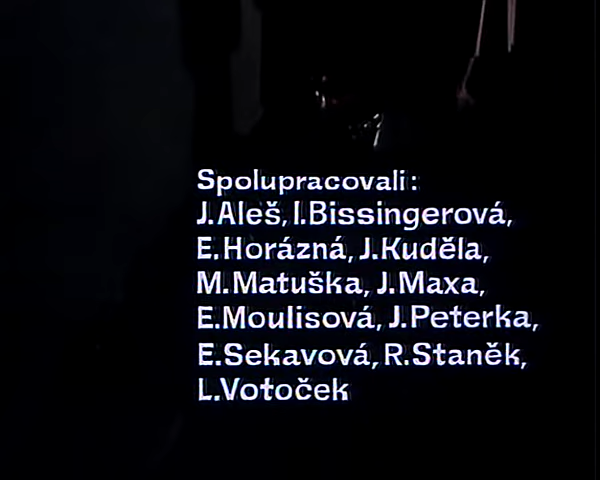 Spolupracovali:
J.Aleš, I.Bissingerová,
E.Horázná, J.Kuděla,
M.Matuška, J.Maxa,
E.Moulisová, J.Peterka,
E.Sekavová, R.Staněk,
L.Votoček